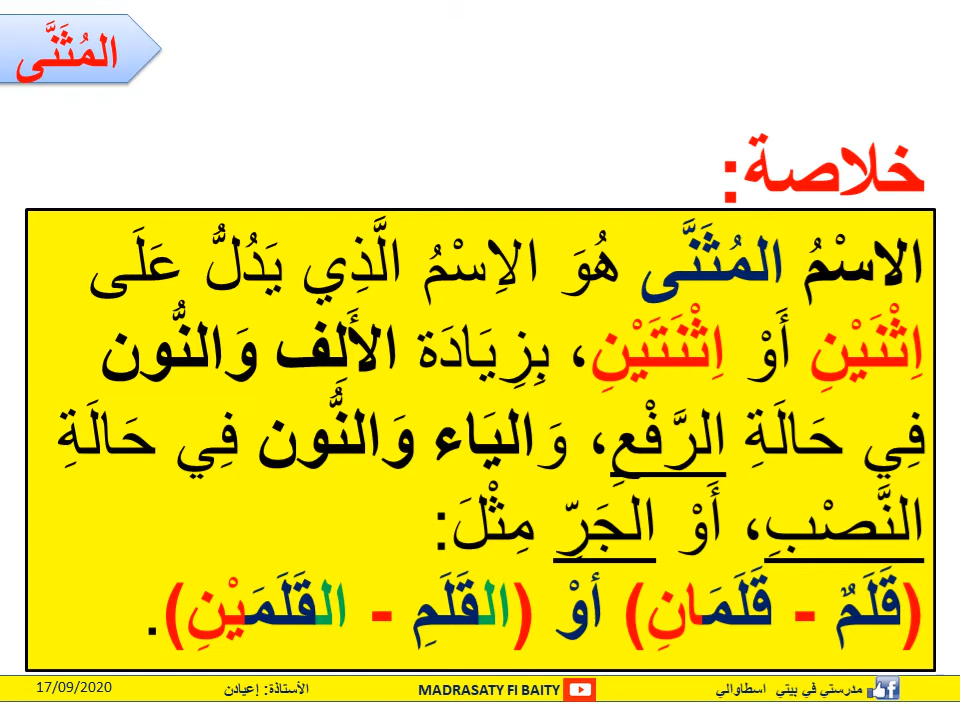 المُثَنَّى
خلاصة:
الاسْمُ المُثَنَّى هُوَ الاِسْمُ الَّذِي يَدُلُّ عَلَى
اِثْنَيْنِ أَوْ اِثْنَتَيْنِ، بِزِيَادَة الأَلِف وَالنُّون
فِي حَالَةِ الرَّفْعِ، وَاليَاء وَالنُّون فِي حَالَةِ
النَّصْبِ، أَوْ الجَرِّ مِثْلَ:
(قَلَمٌ - قَلَمَانِ) أوْ (القَلَمِ - القَلَمَيْنِ).
17/09/2020 الأستاذة: إعيادن MADRASATY FI BAITY مدرستي في بيتي اسطاوالي